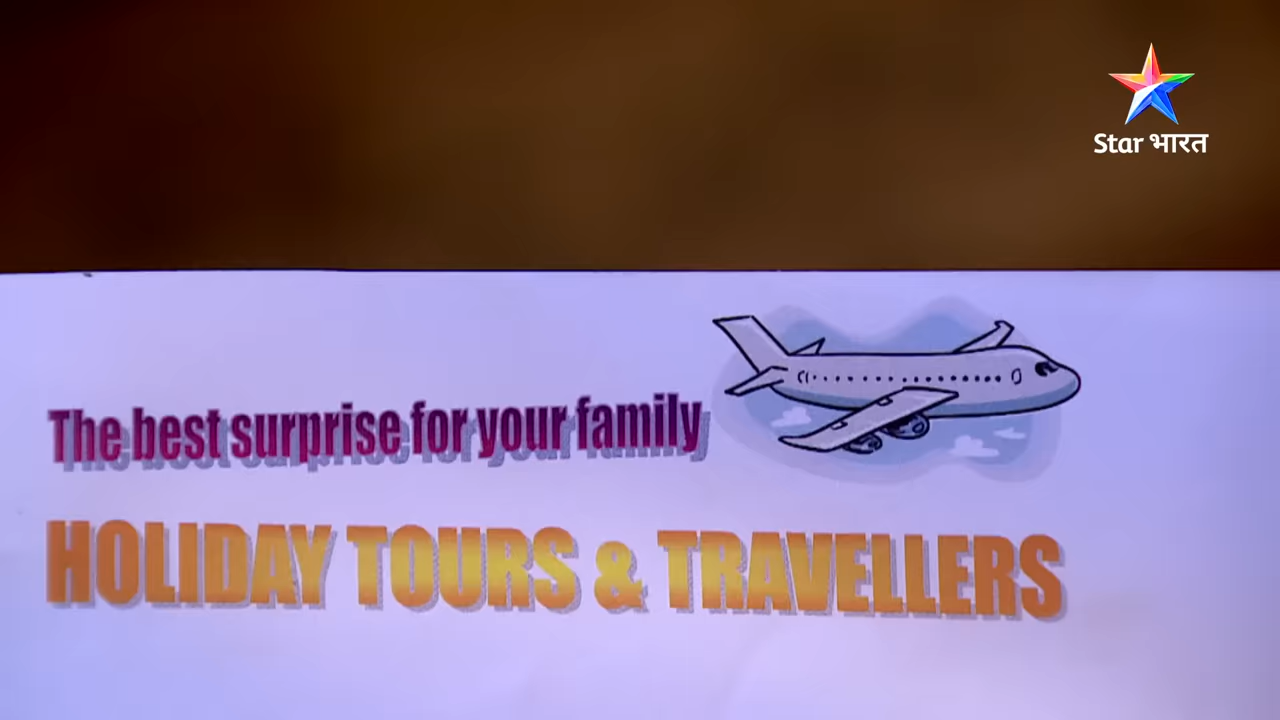 Star भारत
The best surprise for your family
HOLIDAY TOURS & TRAVELLERS